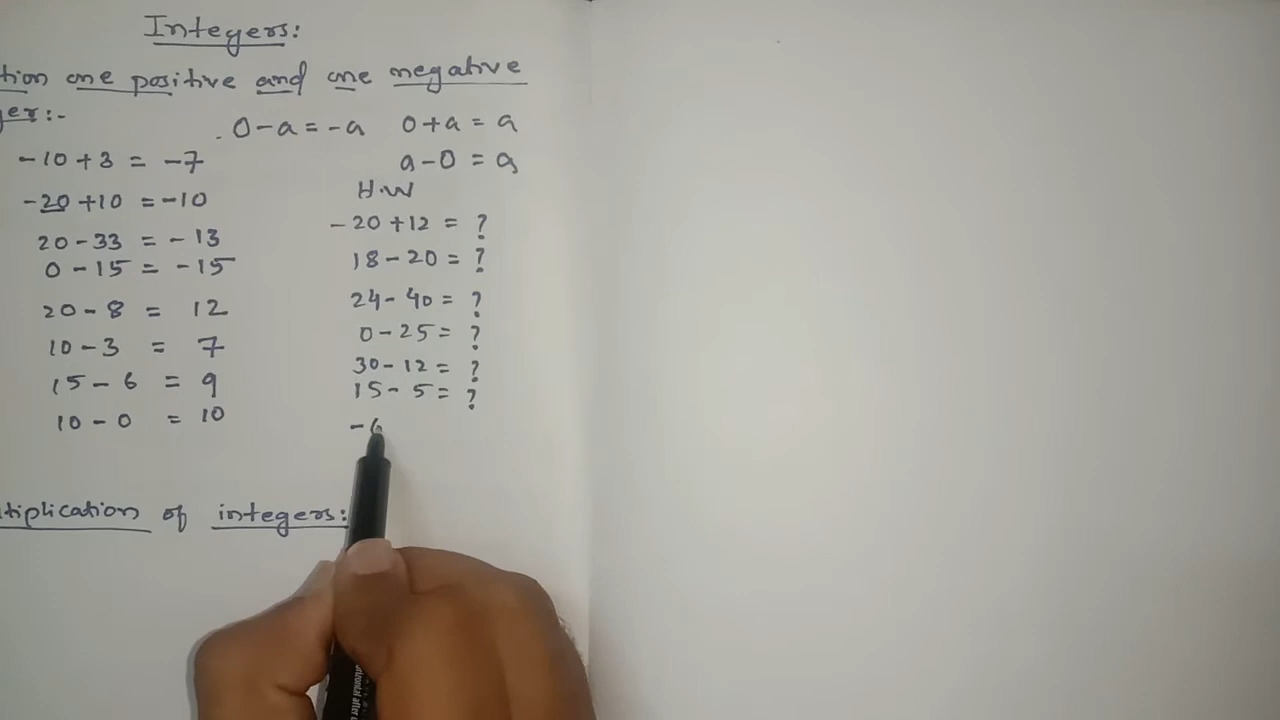 Integers:
tion one positive and one negative
ger:-
0-a=-a 0+a = a
-10+3 = -7
a-0 = a
H.W
-20 +10 =-10
-20 +12 = ?
20-33 = -13
18-20 = ?
0-15 = -15
24-40 = ?
20-8 = 12
0-25 = ?
10-3 = 7
30-12 = ?
15-6 = 9
15-5 = ?
10-0 = 10
-6
tiplication of integers: